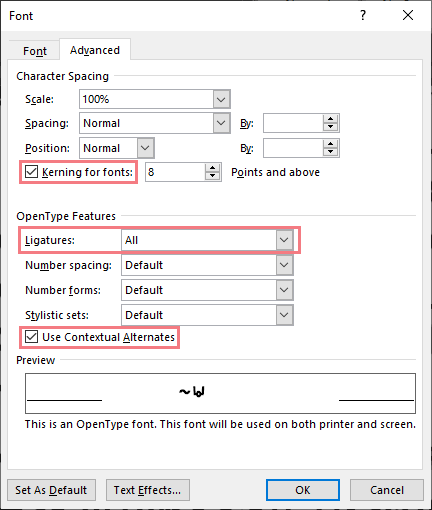 Font
Font Advanced
Character Spacing
Scale: 100%
Spacing: Normal By:
Position: Normal By:
Kerning for fonts: 8 Points and above
OpenType Features
Ligatures: All
Number spacing: Default
Number forms: Default
Stylistic sets: Default
Use Contextual Alternates
Preview
This is an OpenType font. This font will be used on both printer and screen.
Set As Default Text Effects... OK Cancel